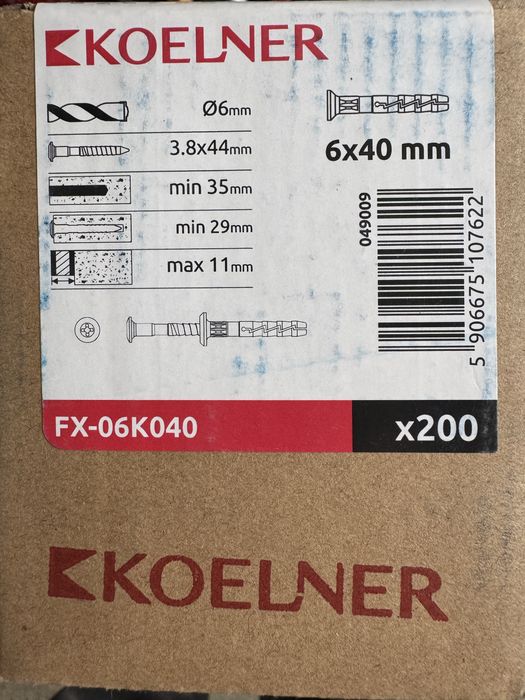 KOELNER
Ø6mm
3.8x44mm
min 35mm
min 29mm
max 11mm
6x40 mm
049009
5 906675 107622
FX-06K040
x200
KOELNER